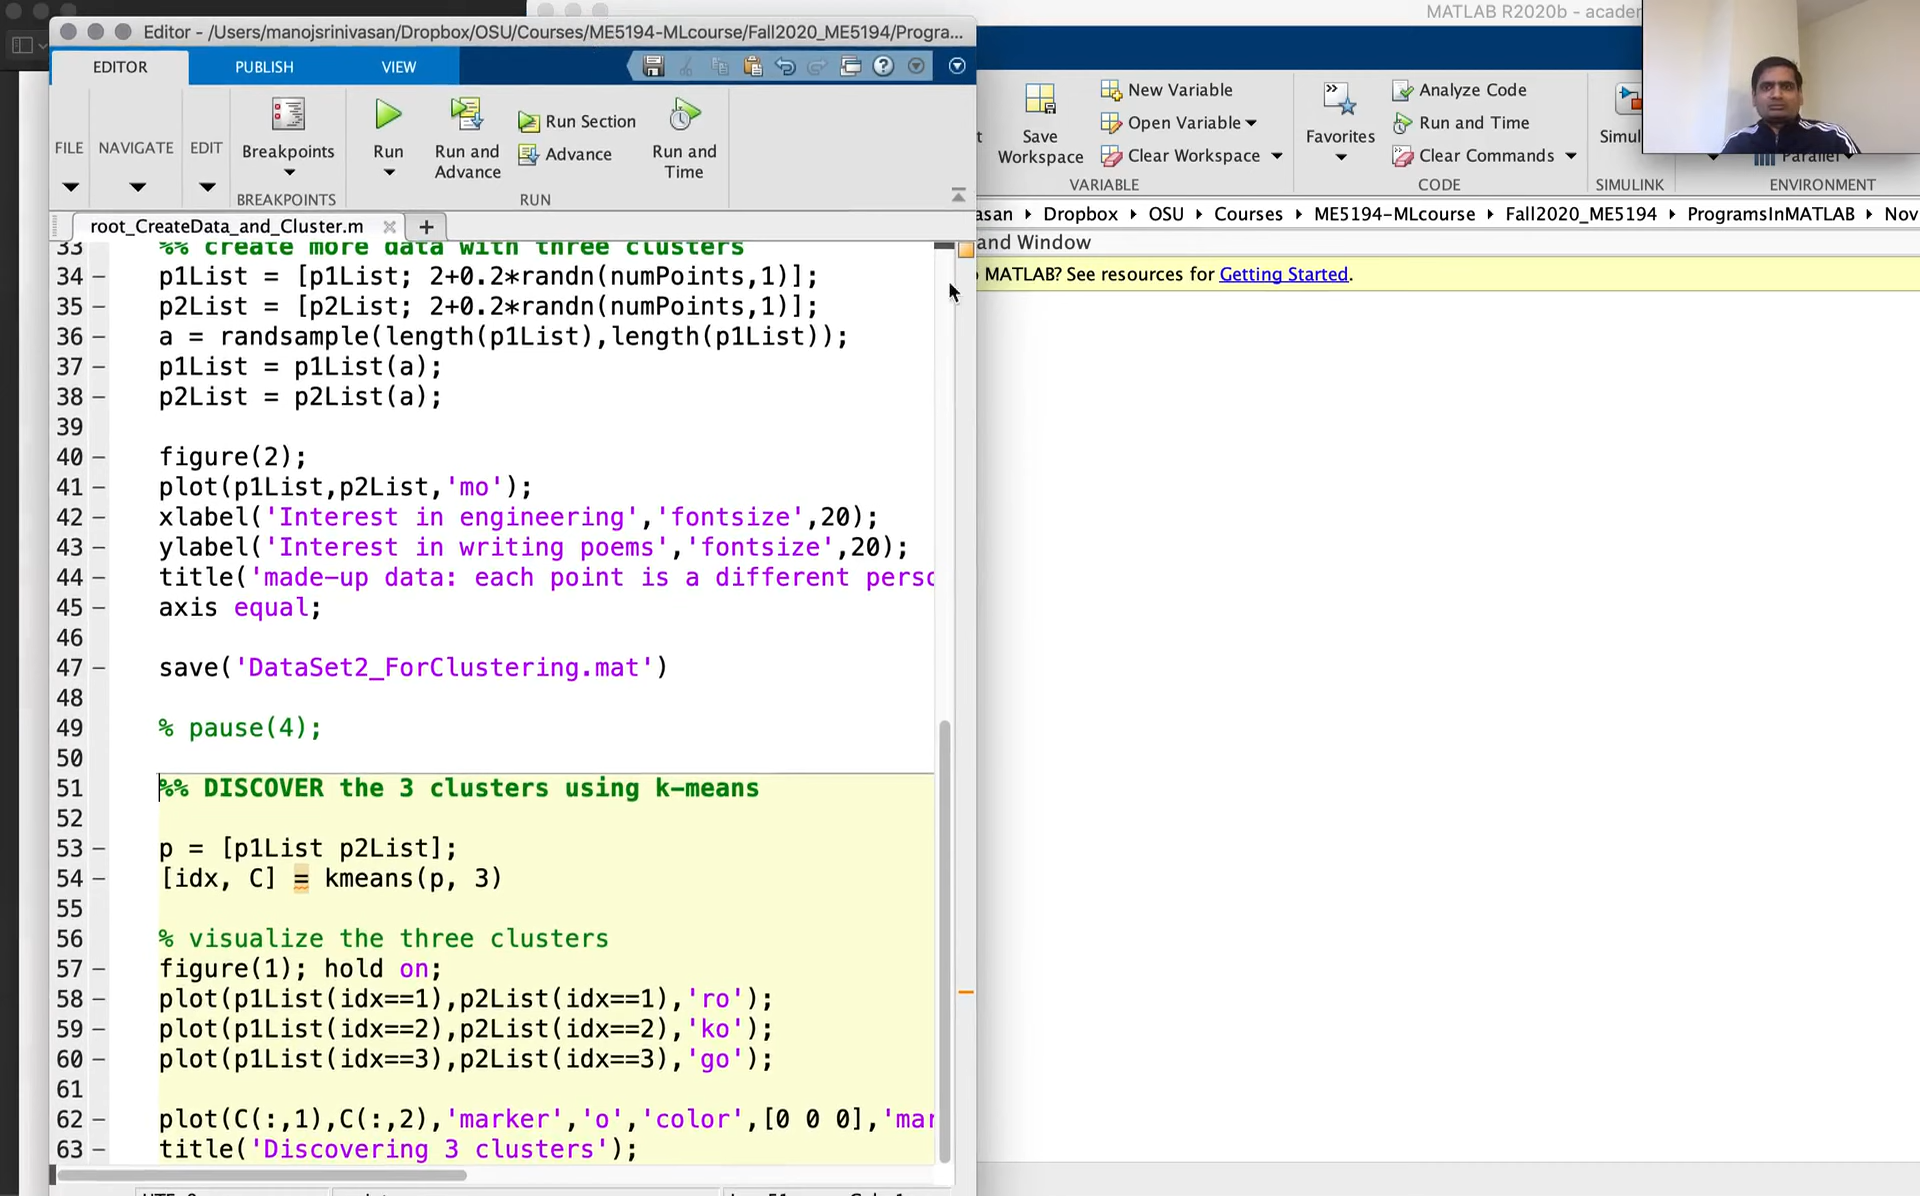 MATLAB R2020b - acader
Editor - /Users/manojsrinivasan/Dropbox/OSU/Courses/ME5194-MLcourse/Fall2020_ME5194/Progra...
EDITOR
PUBLISH
VIEW
FILE
NAVIGATE
EDIT
Breakpoints
BREAKPOINTS
Run
Run and Advance
Run Section
Advance
Run and Time
RUN
Save Workspace
New Variable
Open Variable
Clear Workspace
VARIABLE
Favorites
Analyze Code
Run and Time
Clear Commands
CODE
Simul
SIMULINK
Parallel
ENVIRONMENT
asan ▸ Dropbox ▸ OSU ▸ Courses ▸ ME5194-MLcourse ▸ Fall2020_ME5194 ▸ ProgramsInMATLAB ▸ Nov
and Window
MATLAB? See resources for Getting Started.
root_CreateData_and_Cluster.m
33 %% create more data with three clusters
34 – p1List = [p1List; 2+0.2*randn(numPoints,1)];
35 – p2List = [p2List; 2+0.2*randn(numPoints,1)];
36 – a = randsample(length(p1List),length(p1List));
37 – p1List = p1List(a);
38 – p2List = p2List(a);
39
40 – figure(2);
41 – plot(p1List,p2List,'mo');
42 – xlabel('Interest in engineering','fontsize',20);
43 – ylabel('Interest in writing poems','fontsize',20);
44 – title('made-up data: each point is a different perso
45 – axis equal;
46
47 – save('DataSet2_ForClustering.mat')
48
49 – % pause(4);
50
51 %% DISCOVER the 3 clusters using k-means
52
53 – p = [p1List p2List];
54 – [idx, C] = kmeans(p, 3)
55
56 % visualize the three clusters
57 – figure(1); hold on;
58 – plot(p1List(idx==1),p2List(idx==1),'ro');
59 – plot(p1List(idx==2),p2List(idx==2),'ko');
60 – plot(p1List(idx==3),p2List(idx==3),'go');
61
62 – plot(C(:,1),C(:,2),'marker','o','color',[0 0 0],'mar
63 – title('Discovering 3 clusters');